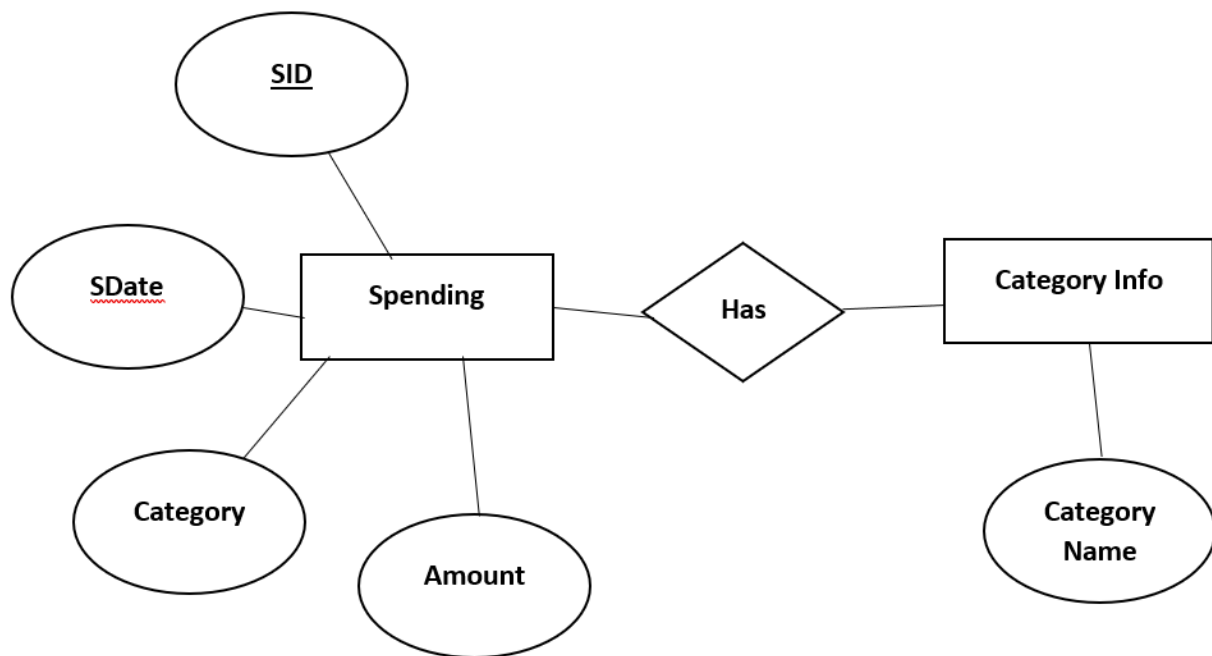 SID
SDate
Spending
Has
Category Info
Category
Amount
Category
Name